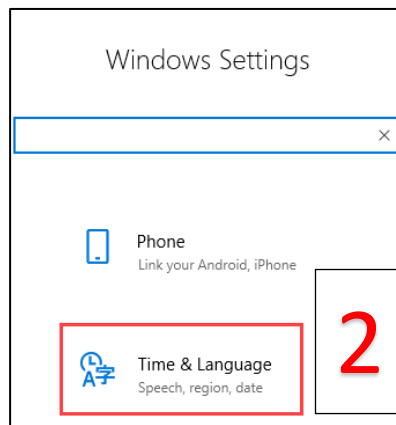 Windows Settings
Phone
Link your Android, iPhone
Time & Language
Speech, region, date
2